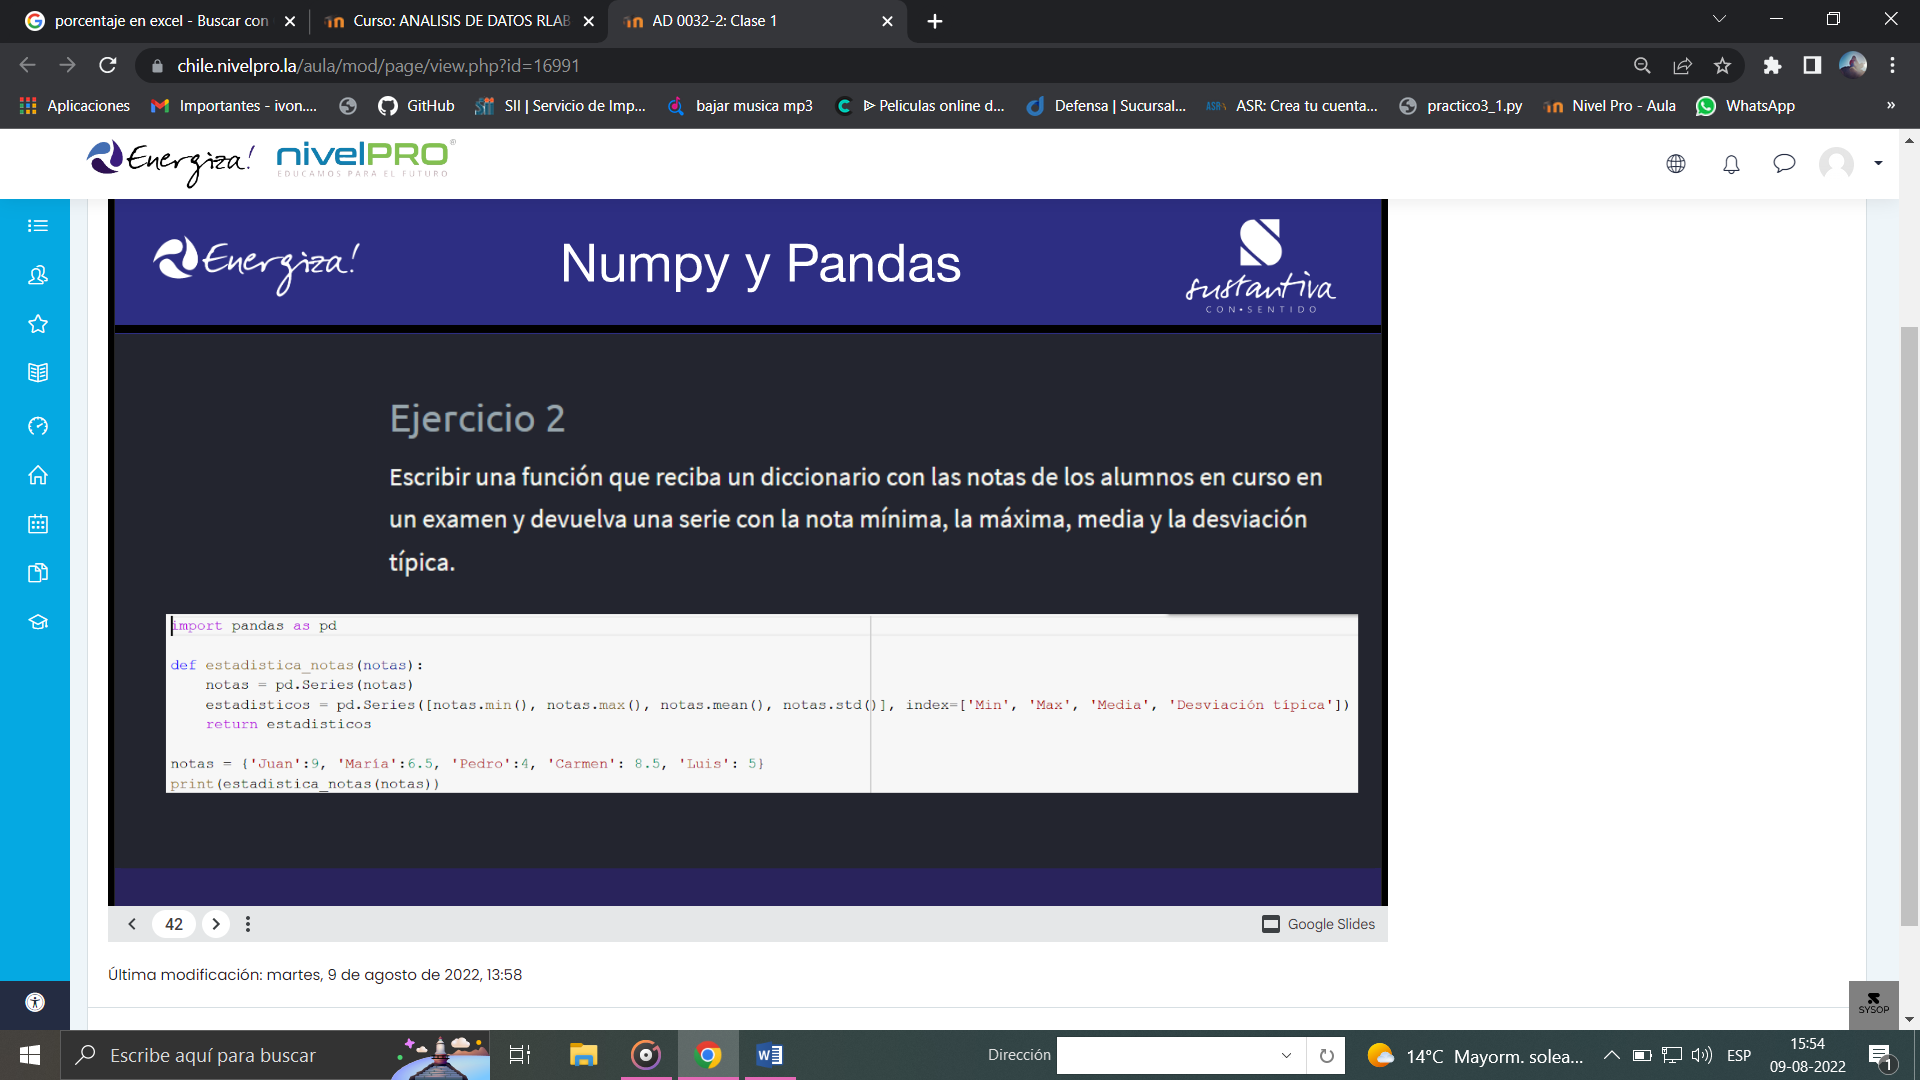 porcentaje en excel - Buscar con
Curso: ANALISIS DE DATOS RLAB
AD 0032-2: Clase 1
chile.nivelpro.la/aula/mod/page/view.php?id=16991
Aplicaciones
Importantes - ivon....
GitHub
SII | Servicio de Imp...
bajar musica mp3
Peliculas online d...
Defensa | Sucursal...
ASR: Crea tu cuenta...
practico3_1.py
Nivel Pro - Aula
WhatsApp
»
Energiza!
nivelPRO
EDUCAMOS PARA EL FUTURO
Energiza!
Numpy y Pandas
sustantiva
CON•SENTIDO
Ejercicio 2
Escribir una función que reciba un diccionario con las notas de los alumnos en curso en
un examen y devuelva una serie con la nota mínima, la máxima, media y la desviación
típica.
import pandas as pd
def estadistica_notas(notas):
    notas = pd.Series(notas)
    estadisticos = pd.Series([notas.min(), notas.max(), notas.mean(), notas.std()], index=['Min', 'Max', 'Media', 'Desviación típica'])
    return estadisticos
notas = {'Juan':9, 'María':6.5, 'Pedro':4, 'Carmen': 8.5, 'Luis': 5}
print(estadistica_notas(notas))
42
Google Slides
Última modificación: martes, 9 de agosto de 2022, 13:58
SYSOP
Escribe aquí para buscar
Dirección
14°C Mayorm. solea...
ESP
15:54
09-08-2022
1